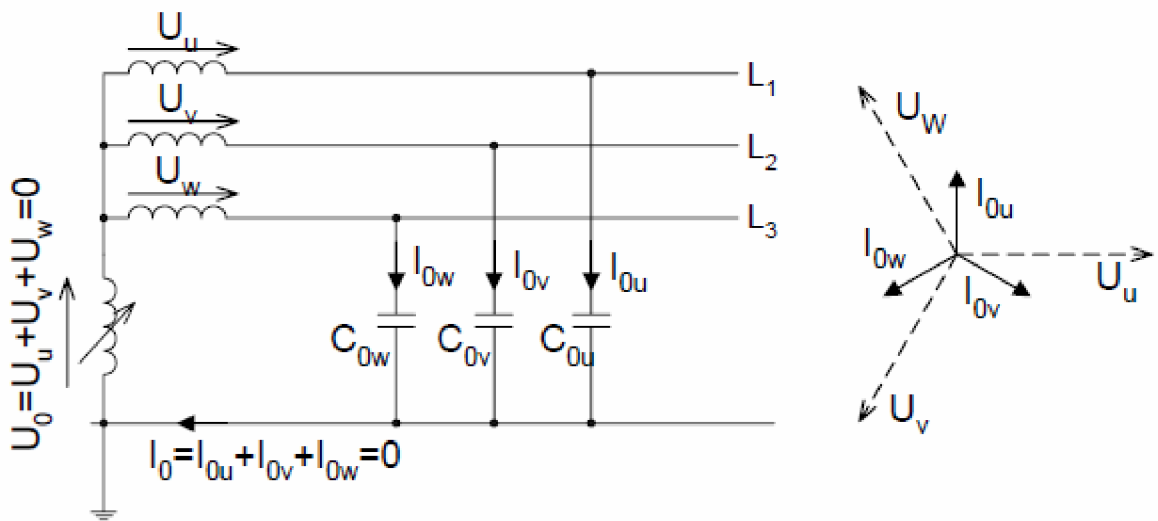 Uu
L1
Uv
L2
Uw
L3
U0=Uu+Uv+Uw=0
I0w
I0v
I0u
C0w
C0v
C0u
I0=I0u+I0v+I0w=0
UW
I0u
I0w
I0v
Uu
Uv